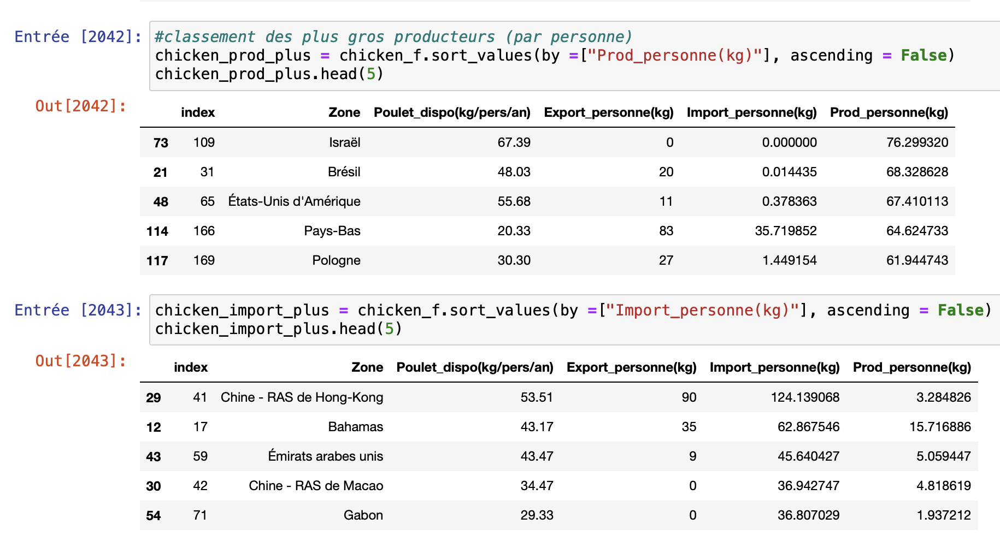 Entrée [2042]: #classement des plus gros producteurs (par personne)
chicken_prod_plus = chicken_f.sort_values(by =["Prod_personne(kg)"], ascending = False)
chicken_prod_plus.head(5)
Out[2042]:
index Zone Poulet_dispo(kg/pers/an) Export_personne(kg) Import_personne(kg) Prod_personne(kg)
73 109 Israël 67.39 0 0.000000 76.299320
21 31 Brésil 48.03 20 0.014435 68.328628
48 65 États-Unis d'Amérique 55.68 11 0.378363 67.410113
114 166 Pays-Bas 20.33 83 35.719852 64.624733
117 169 Pologne 30.30 27 1.449154 61.944743
Entrée [2043]: chicken_import_plus = chicken_f.sort_values(by =["Import_personne(kg)"], ascending = False)
chicken_import_plus.head(5)
Out[2043]:
index Zone Poulet_dispo(kg/pers/an) Export_personne(kg) Import_personne(kg) Prod_personne(kg)
29 41 Chine - RAS de Hong-Kong 53.51 90 124.139068 3.284826
12 17 Bahamas 43.17 35 62.867546 15.716886
43 59 Émirats arabes unis 43.47 9 45.640427 5.059447
30 42 Chine - RAS de Macao 34.47 0 36.942747 4.818619
54 71 Gabon 29.33 0 36.807029 1.937212